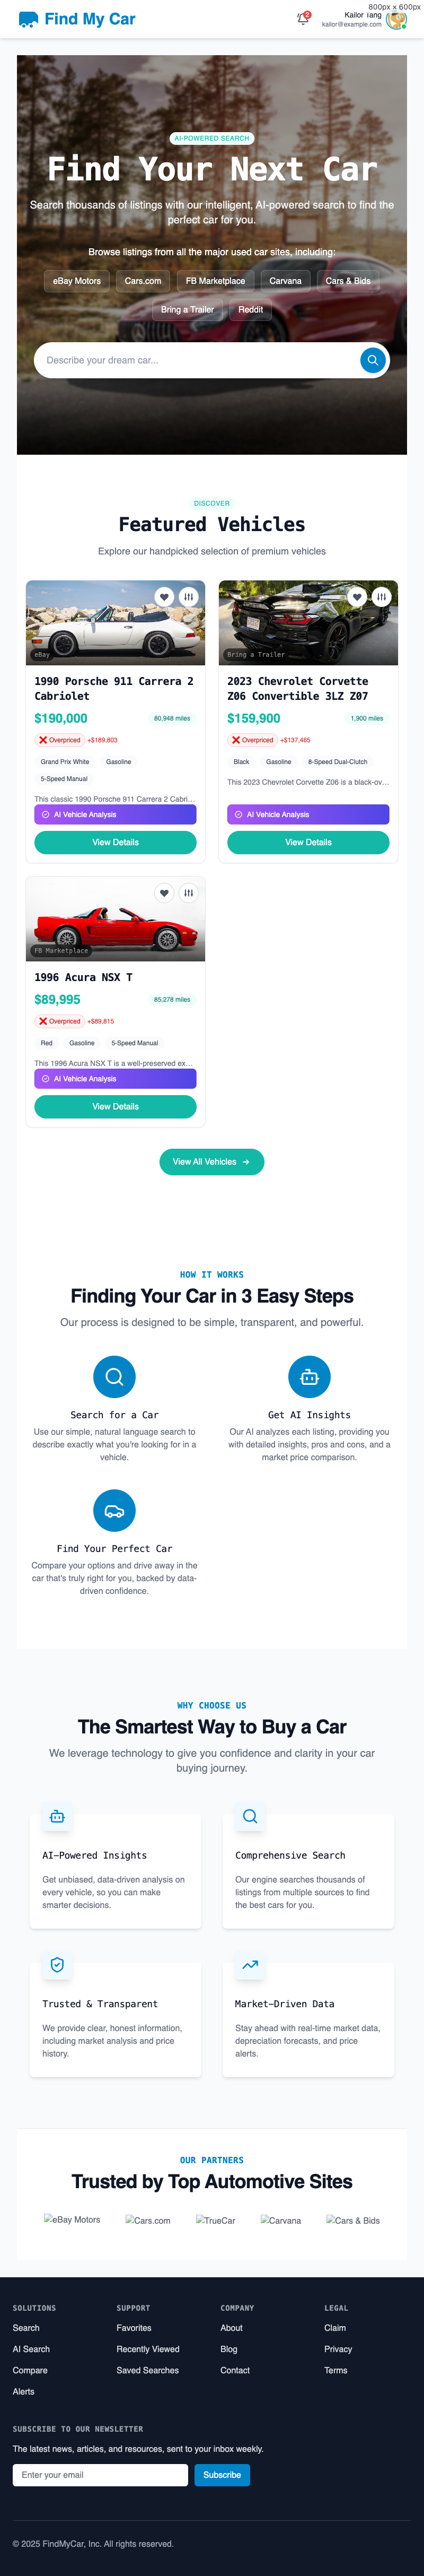 800px x 600px
Find My Car
2
Kailor Tang
kailor@example.com
AI-POWERED SEARCH
Find Your Next Car
Search thousands of listings with our intelligent, AI-powered search to find the
perfect car for you.
Browse listings from all the major used car sites, including:
eBay Motors
Cars.com
FB Marketplace
Carvana
Cars & Bids
Bring a Trailer
Reddit
Describe your dream car...
DISCOVER
Featured Vehicles
Explore our handpicked selection of premium vehicles
eBay
1990 Porsche 911 Carrera 2
Cabriolet
$190,000
80,948 miles
❌ Overpriced +$189,803
Grand Prix White
Gasoline
5-Speed Manual
This classic 1990 Porsche 911 Carrera 2 Cabri...
AI Vehicle Analysis
View Details
Bring a Trailer
2023 Chevrolet Corvette
Z06 Convertible 3LZ Z07
$159,900
1,900 miles
❌ Overpriced +$137,465
Black
Gasoline
8-Speed Dual-Clutch
This 2023 Chevrolet Corvette Z06 is a black-ov...
AI Vehicle Analysis
View Details
FB Marketplace
1996 Acura NSX T
$89,995
85,278 miles
❌ Overpriced +$89,815
Red
Gasoline
5-Speed Manual
This 1996 Acura NSX T is a well-preserved ex...
AI Vehicle Analysis
View Details
View All Vehicles →
HOW IT WORKS
Finding Your Car in 3 Easy Steps
Our process is designed to be simple, transparent, and powerful.
Search for a Car
Use our simple, natural language search to
describe exactly what you're looking for in a
vehicle.
Get AI Insights
Our AI analyzes each listing, providing you
with detailed insights, pros and cons, and a
market price comparison.
Find Your Perfect Car
Compare your options and drive away in the
car that's truly right for you, backed by data-
driven confidence.
WHY CHOOSE US
The Smartest Way to Buy a Car
We leverage technology to give you confidence and clarity in your car
buying journey.
AI-Powered Insights
Get unbiased, data-driven analysis on
every vehicle, so you can make
smarter decisions.
Comprehensive Search
Our engine searches thousands of
listings from multiple sources to find
the best cars for you.
Trusted & Transparent
We provide clear, honest information,
including market analysis and price
history.
Market-Driven Data
Stay ahead with real-time market data,
depreciation forecasts, and price
alerts.
OUR PARTNERS
Trusted by Top Automotive Sites
eBay Motors
Cars.com
TrueCar
Carvana
Cars & Bids
SOLUTIONS
Search
AI Search
Compare
Alerts
SUPPORT
Favorites
Recently Viewed
Saved Searches
COMPANY
About
Blog
Contact
LEGAL
Claim
Privacy
Terms
SUBSCRIBE TO OUR NEWSLETTER
The latest news, articles, and resources, sent to your inbox weekly.
Enter your email
Subscribe
© 2025 FindMyCar, Inc. All rights reserved.